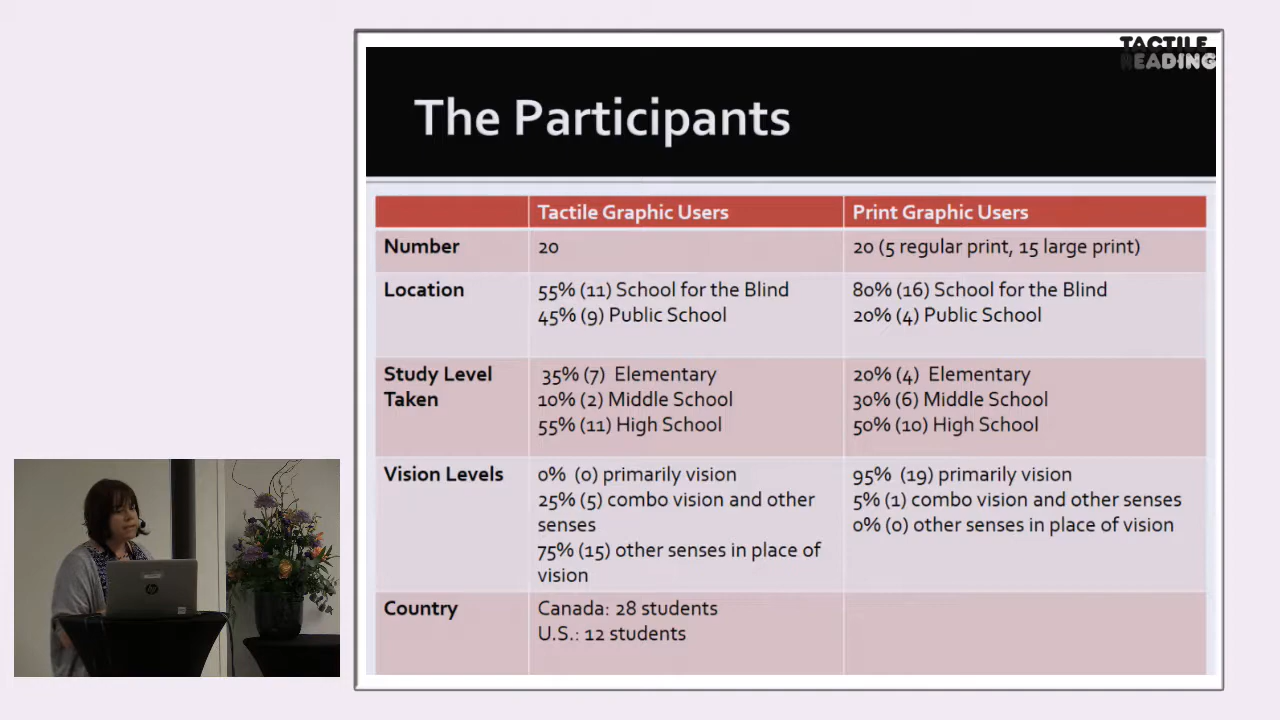 TACTILE
READING
The Participants
Tactile Graphic Users
Print Graphic Users
Number
20
20 (5 regular print, 15 large print)
Location
55% (11) School for the Blind
45% (9) Public School
80% (16) School for the Blind
20% (4) Public School
Study Level
Taken
35% (7) Elementary
10% (2) Middle School
55% (11) High School
20% (4) Elementary
30% (6) Middle School
50% (10) High School
Vision Levels
0% (0) primarily vision
25% (5) combo vision and other
senses
75% (15) other senses in place of
vision
95% (19) primarily vision
5% (1) combo vision and other senses
0% (0) other senses in place of vision
Country
Canada: 28 students
U.S.: 12 students
hp